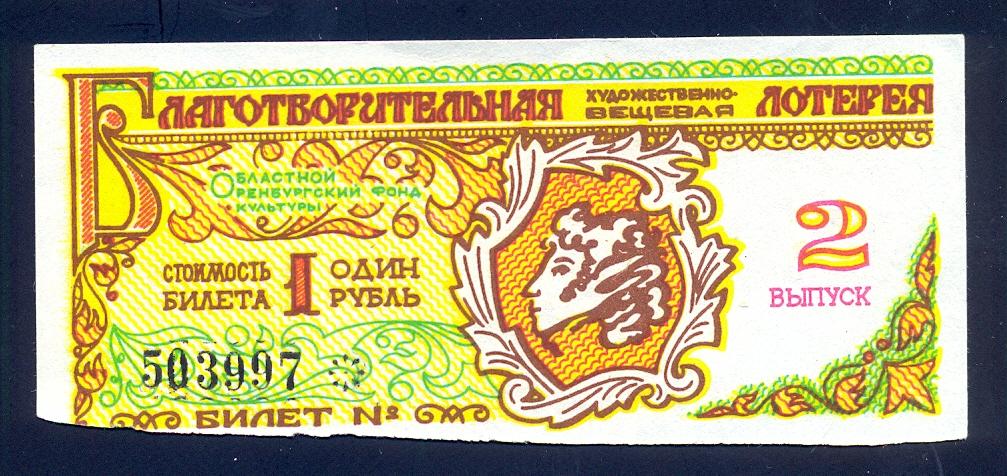 БЛАГОТВОРИТЕЛЬНАЯ ХУДОЖЕСТВЕННО-ВЕЩЕВАЯ ЛОТЕРЕЯ
ОБЛАСТНОЙ
ОРЕНБУРГСКИЙ ФОНД
КУЛЬТУРЫ
СТОИМОСТЬ
БИЛЕТА
1 ОДИН
РУБЛЬ
2
ВЫПУСК
503997
БИЛЕТ №